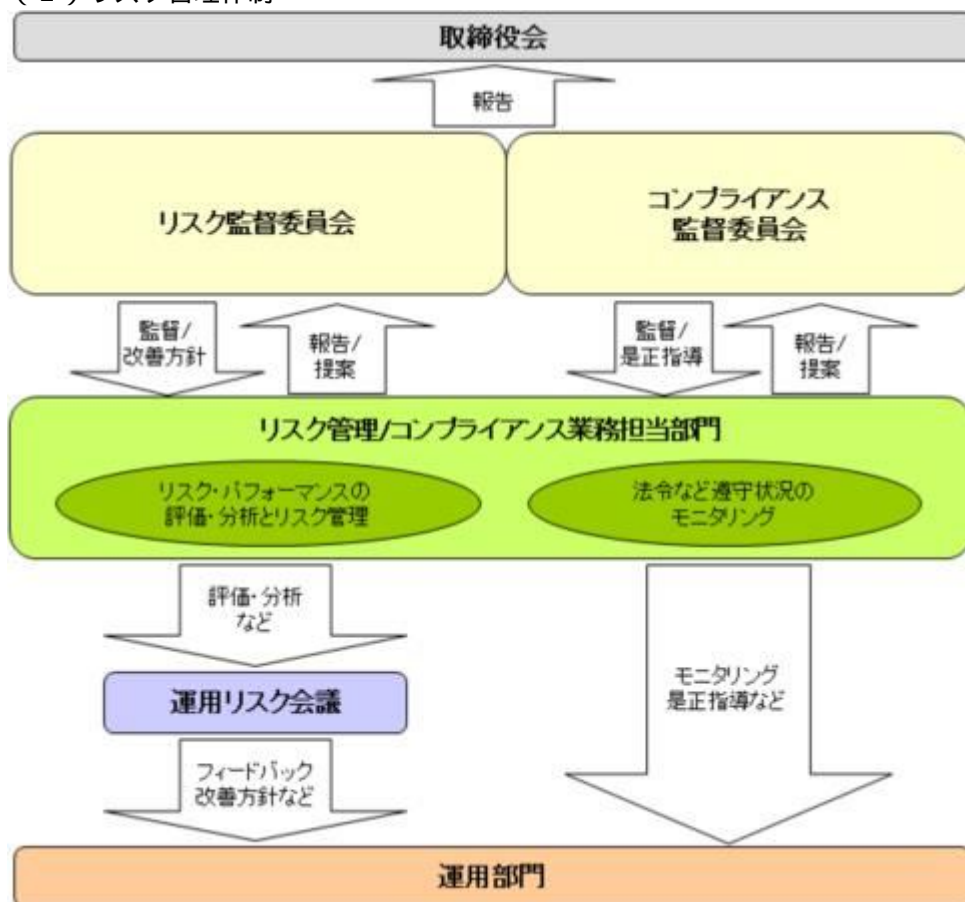 取締役会
報告
リスク監督委員会
コンプライアンス
監督委員会
監督/
改善方針
報告/
提案
監督/
是正指導
報告/
提案
リスク管理/コンプライアンス業務担当部門
リスク・パフォーマンスの
評価・分析とリスク管理
法令など遵守状況の
モニタリング
評価・分析
など
運用リスク会議
モニタリング
是正指導など
フィードバック
改善方針など
運用部門